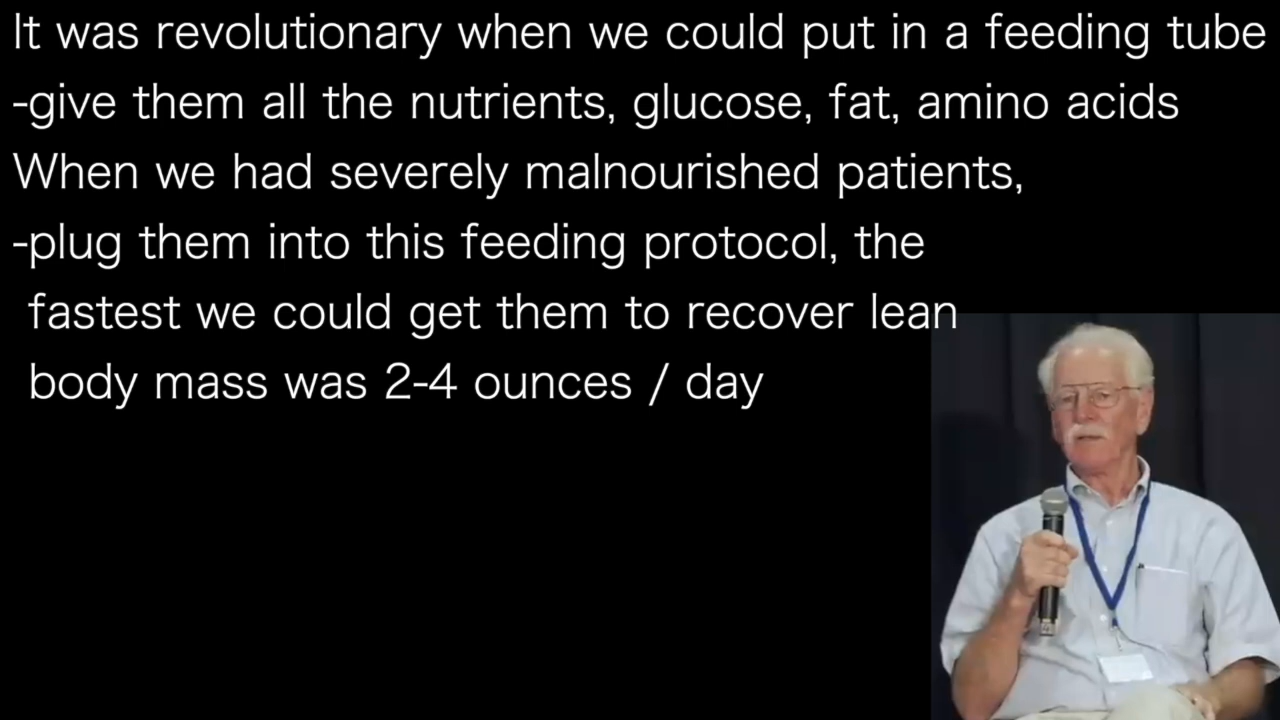 It was revolutionary when we could put in a feeding tube
-give them all the nutrients, glucose, fat, amino acids
When we had severely malnourished patients,
-plug them into this feeding protocol, the
fastest we could get them to recover lean
body mass was 2-4 ounces / day